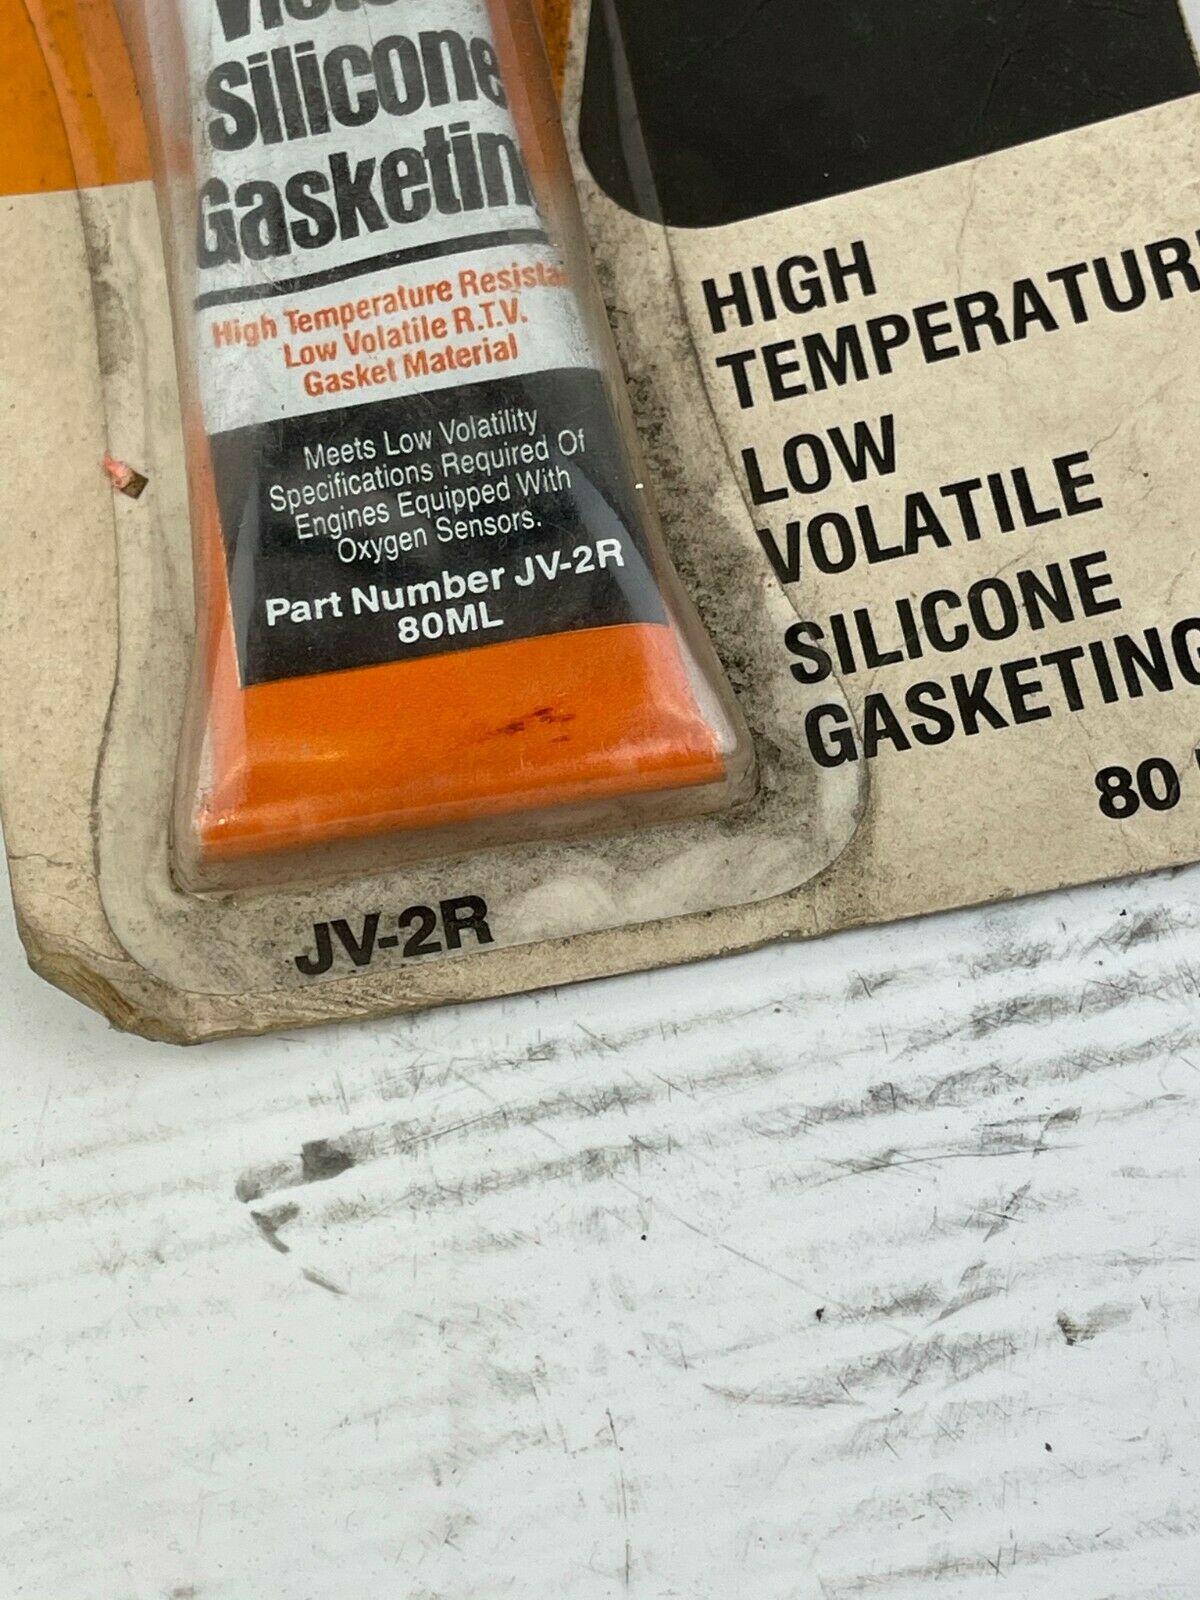 Silicone
Gasketin
High Temperature Resista
Low Volatile R.T.V.
Gasket Material
Meets Low Volatility
Specifications Required Of
Engines Equipped With
Oxygen Sensors.
Part Number JV-2R
80ML
JV-2R
HIGH
TEMPERATUR
LOW
VOLATILE
SILICONE
GASKETING
80